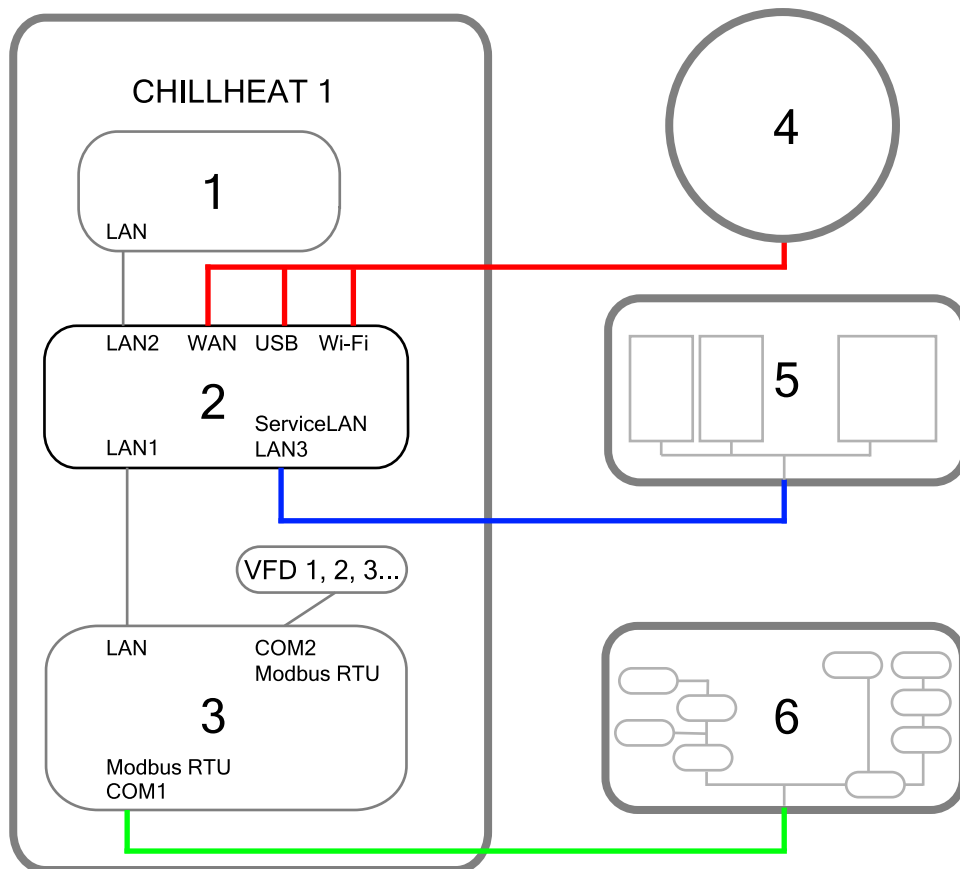 CHILLHEAT 1
1
LAN
4
LAN2 WAN USB Wi-Fi
2
ServiceLAN
LAN1 LAN3
5
VFD 1, 2, 3...
LAN COM2
Modbus RTU
3
Modbus RTU
COM1
6